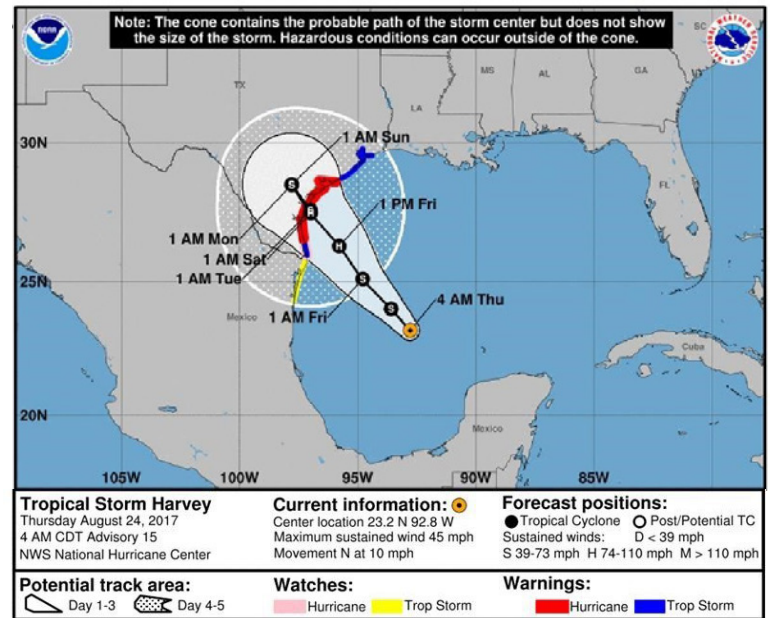 Note: The cone contains the probable path of the storm center but does not show
the size of the storm. Hazardous conditions can occur outside of the cone.
NOAA
SC
TX
MS
AL
GA
LA
30N
1 AM Sun
FL
S
1 PM Fri
1 AM Mon
H
1 AM Sat
1 AM Tue
S
25N
4 AM Thu
Mexico
1 AM Fri
S
Cuba
20N
Mexico
105W
100W
95W
90W
85W
Tropical Storm Harvey
Thursday August 24, 2017
4 AM CDT Advisory 15
NWS National Hurricane Center
Current information:
Center location 23.2 N 92.8 W
Maximum sustained wind 45 mph
Movement N at 10 mph
Forecast positions:
Tropical Cyclone Post/Potential TC
Sustained winds: D < 39 mph
S 39-73 mph H 74-110 mph M > 110 mph
Potential track area:
Day 1-3 Day 4-5
Watches:
Hurricane Trop Storm
Warnings:
Hurricane Trop Storm